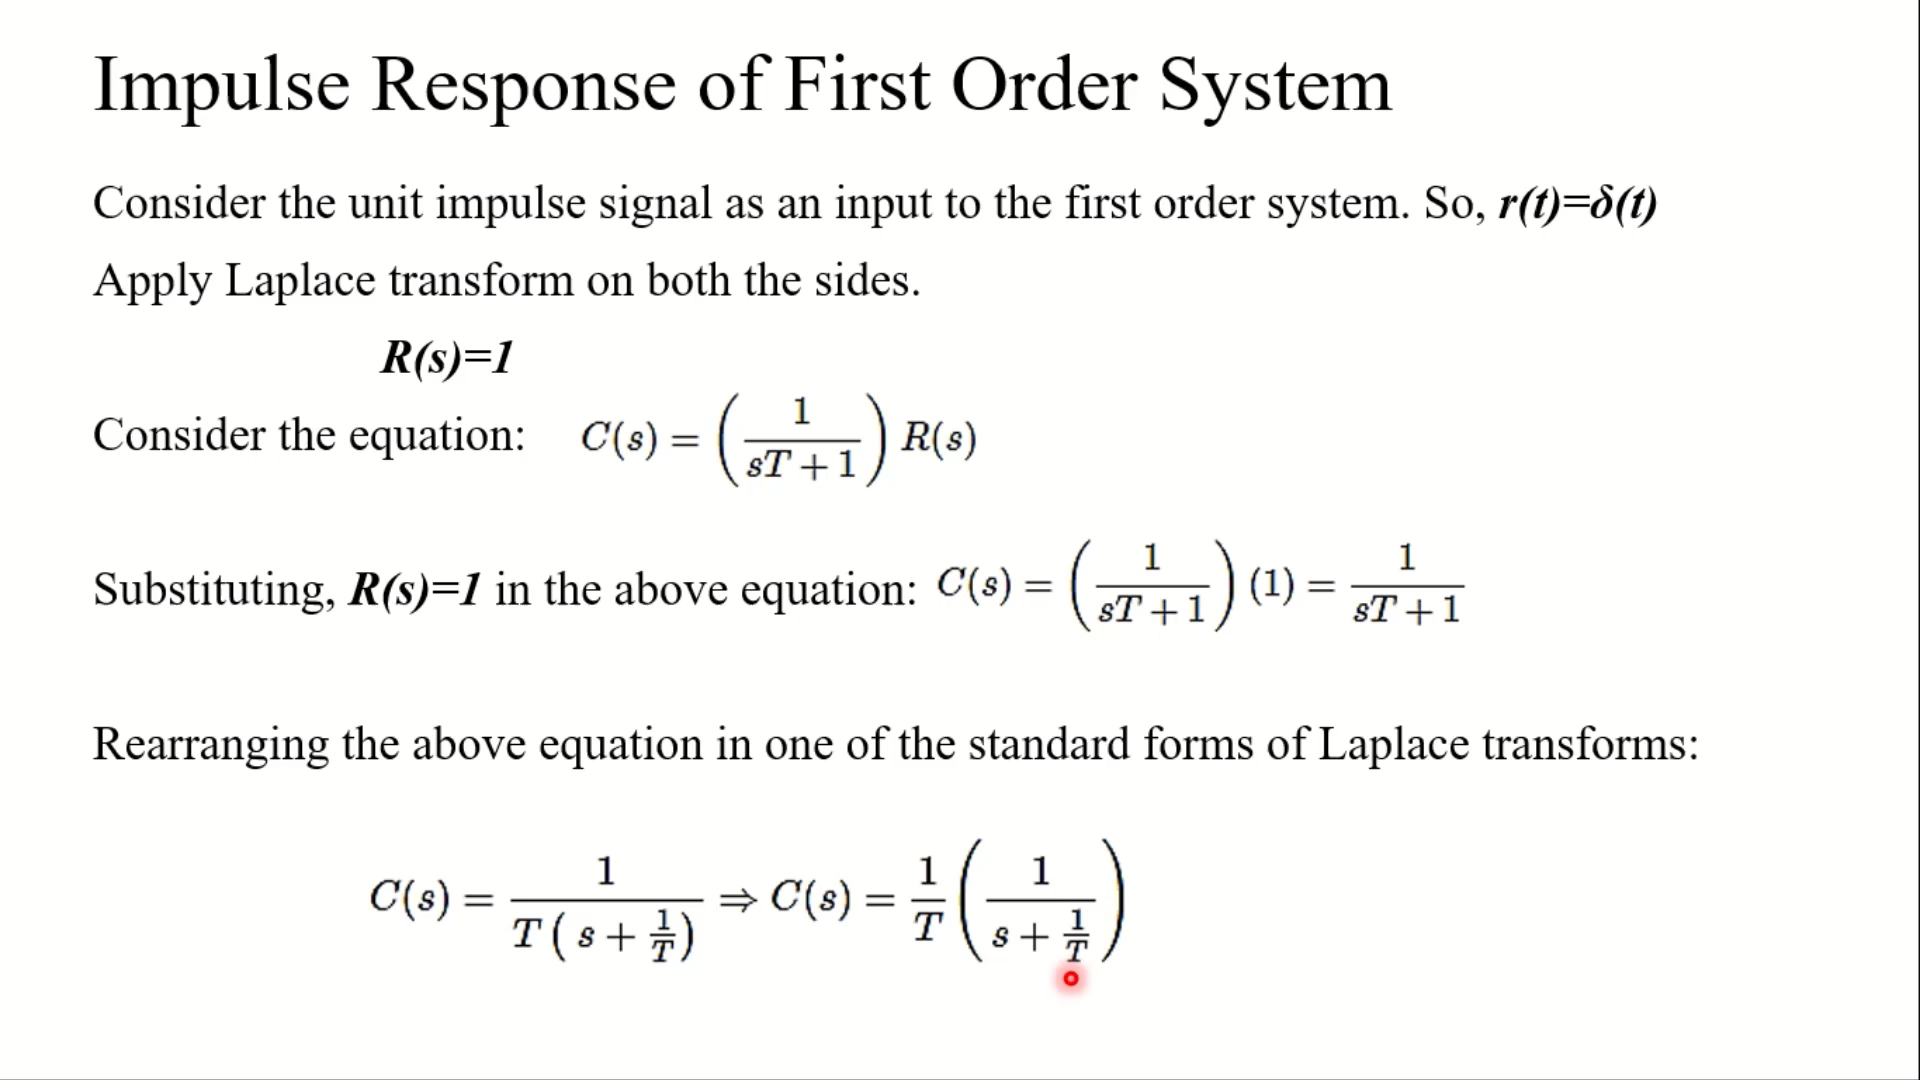 Impulse Response of First Order System
Consider the unit impulse signal as an input to the first order system. So, r(t)=δ(t)
Apply Laplace transform on both the sides.
R(s)=1
Consider the equation: C(s) = (1/(sT + 1)) R(s)
Substituting, R(s)=1 in the above equation: C(s) = (1/(sT + 1)) (1) = 1/(sT + 1)
Rearranging the above equation in one of the standard forms of Laplace transforms:
C(s) = 1/(T(s + 1/T)) ⇒ C(s) = 1/T (1/(s + 1/T))